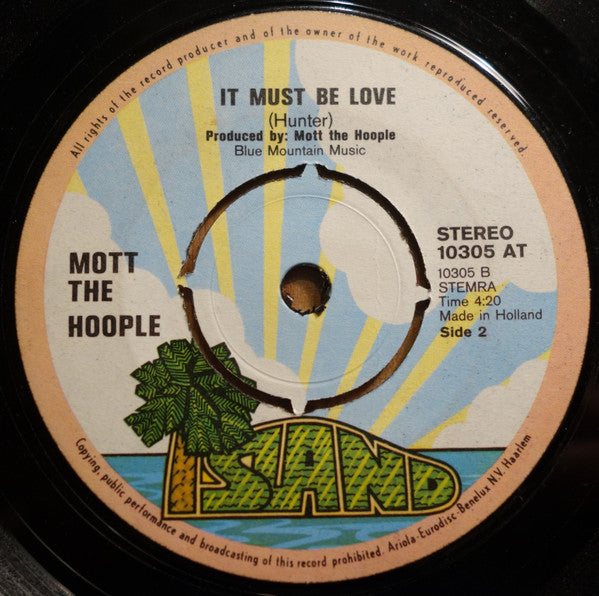 All rights of the record producer and of the owner of the work reproduced reserved.
IT MUST BE LOVE
(Hunter)
Produced by: Mott the Hoople
Blue Mountain Music
MOTT
THE
HOOPLE
STEREO
10305 AT
10305 B
STEMRA
Time 4:20
Made in Holland
Side 2
ISLAND
Copying, public performance and broadcasting of this record prohibited. Ariola-Eurodisc-Benelux N.V. Haarlem